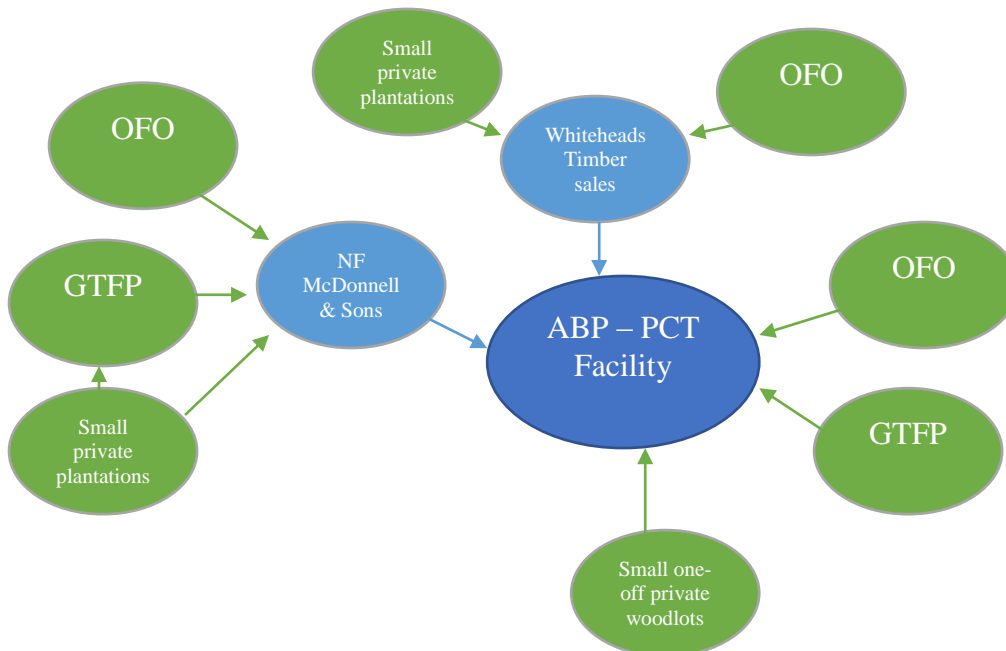 Small
private
plantations
OFO
OFO
Whiteheads
Timber
sales
NF
McDonnell
& Sons
GTFP
OFO
ABP – PCT
Facility
Small
private
plantations
GTFP
Small one-
off private
woodlots